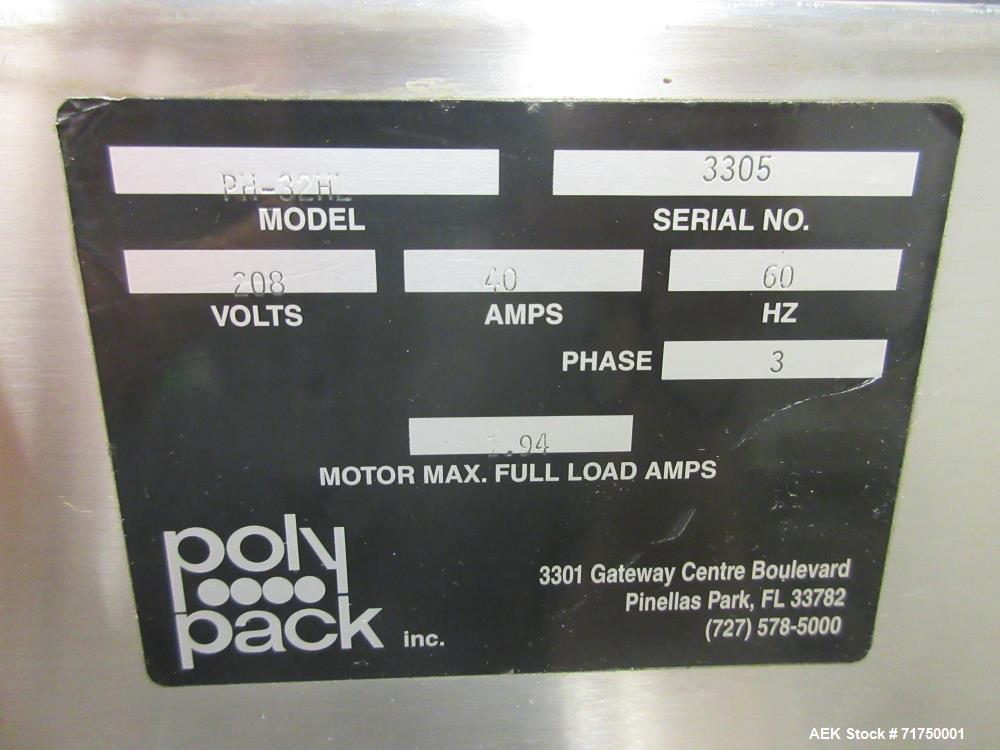 PH-32HL 3305
MODEL SERIAL NO.
208 40 60
VOLTS AMPS HZ
PHASE 3
1.94
MOTOR MAX. FULL LOAD AMPS
poly
pack inc.
3301 Gateway Centre Boulevard
Pinellas Park, FL 33782
(727) 578-5000
AEK Stock # 71750001